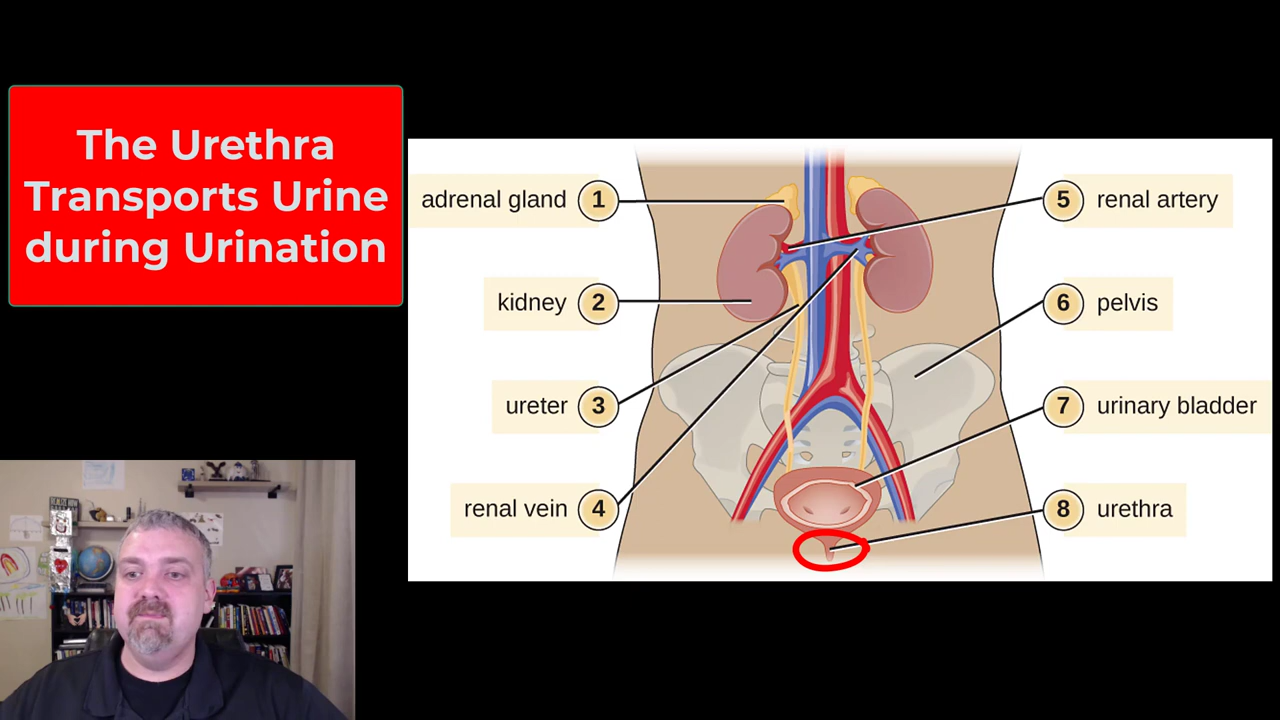 The Urethra
Transports Urine
during Urination
adrenal gland 1
kidney 2
ureter 3
renal vein 4
5 renal artery
6 pelvis
7 urinary bladder
8 urethra